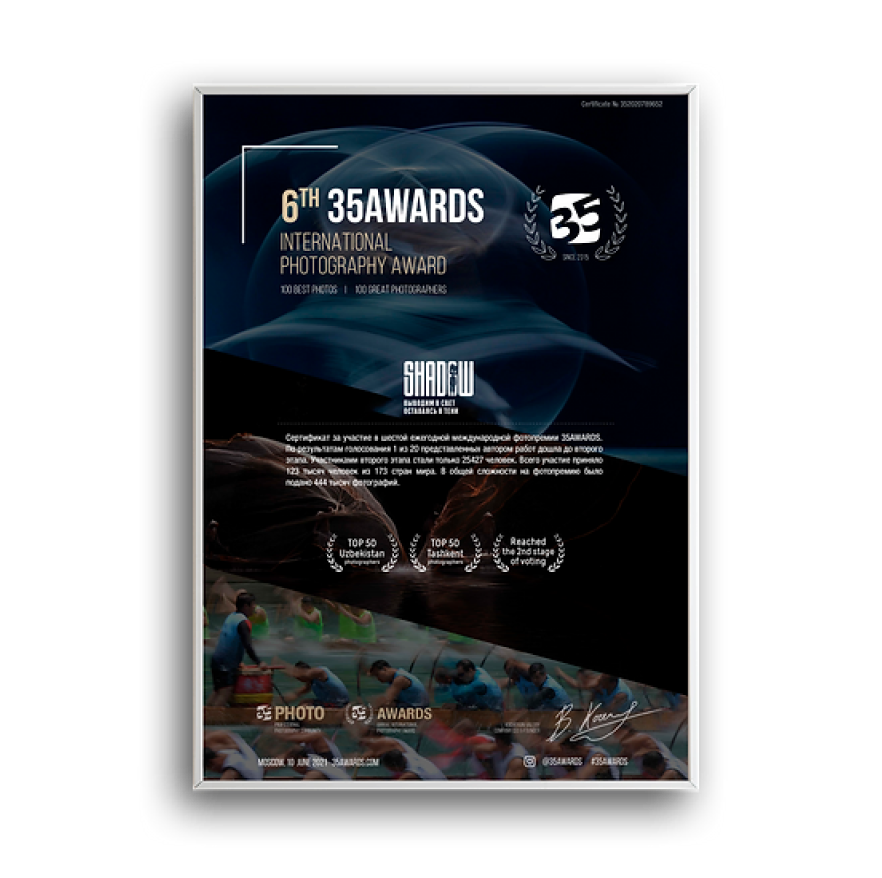 Certificate № 352020789652
6TH 35AWARDS
INTERNATIONAL
PHOTOGRAPHY AWARD
100 BEST PHOTOS | 100 GREAT PHOTOGRAPHERS
35
SINCE 2015
SHADOW
ВЫВОДИМ В СВЕТ
ОСТАВАЯСЬ В ТЕНИ
Сертификат за участие в шестой ежегодной международной фотопремии 35AWARDS.
По результатам голосования 1 из 20 представленных автором работ дошла до второго
этапа. Участниками второго этапа стали только 25427 человек. Всего участие приняло
123 тысяч человек из 173 стран мира. В общей сложности на фотопремию было
подано 444 тысяч фотографий.
TOP 50
Uzbekistan
photographers
TOP 50
Tashkent
photographers
Reached
the 2nd stage
of voting
35 PHOTO
35 AWARDS
MOSCOW, 10 JUNE 2021 · 35AWARDS.COM
@35AWARDS #35AWARDS